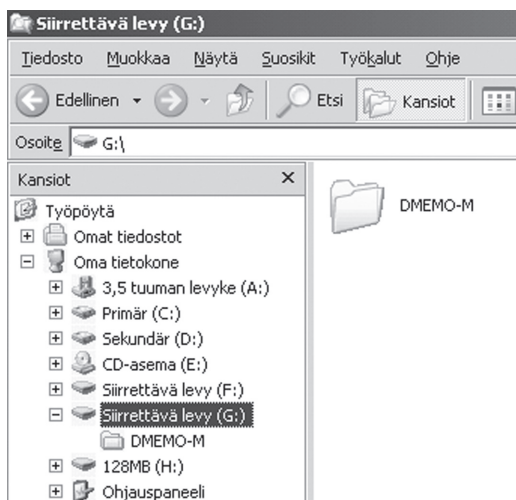 Siirrettävä levy (G:)
Tiedosto Muokkaa Näytä Suosikit Työkalut Ohje
Edellinen Etsi Kansiot
Osoite G:\
Kansiot
Työpöytä
Omat tiedostot
Oma tietokone
3,5 tuuman levyke (A:)
Primär (C:)
Sekundär (D:)
CD-asema (E:)
Siirrettävä levy (F:)
Siirrettävä levy (G:)
DMEMO-M
128MB (H:)
Ohjauspaneeli
DMEMO-M